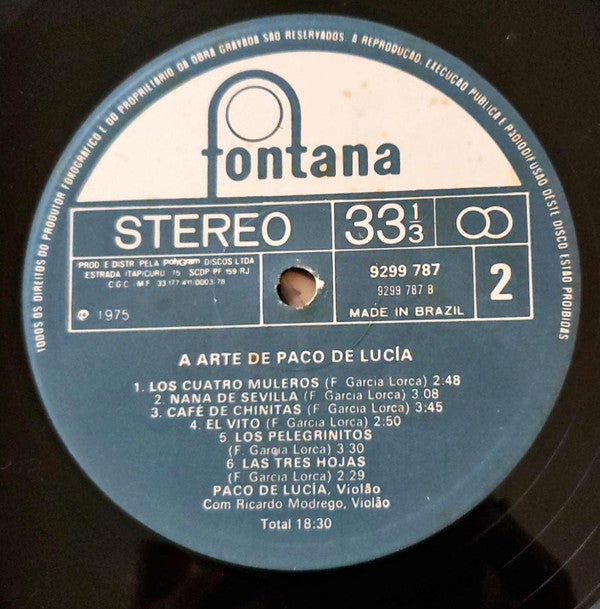 TODOS OS DIREITOS DO PRODUTOR FONOGRÁFICO E DO PROPRIETARIO DA OBRA GRAVADA SÃO RESERVADOS. A REPRODUÇÃO, EXECUÇÃO PUBLICA E RADIODIFUSÃO DESTE DISCO ESTÃO PROIBIDAS
fontana
STEREO
33 1/3
PROD E DISTR PELA polygram DISCOS LTDA
ESTRADA ITAPICURU 75 SCDP PF 159 RJ
C G C M F 33 177 411/0003 78
℗ 1975
9299 787
9299 787 B
MADE IN BRAZIL
2
A ARTE DE PACO DE LUCÍA
1. LOS CUATRO MULEROS (F Garcia Lorca) 2:48
2. NANA DE SEVILLA (F Garcia Lorca) 3:08
3. CAFÉ DE CHINITAS (F Garcia Lorca) 3:45
4. EL VITO (F Garcia Lorca) 2:50
5 LOS PELEGRINITOS
(F. Garcia Lorca) 3:30
6 LAS TRES HOJAS
(F. Garcia Lorca) 2:29
PACO DE LUCÍA, Violão
Com Ricardo Modrego, Violão
Total 18:30